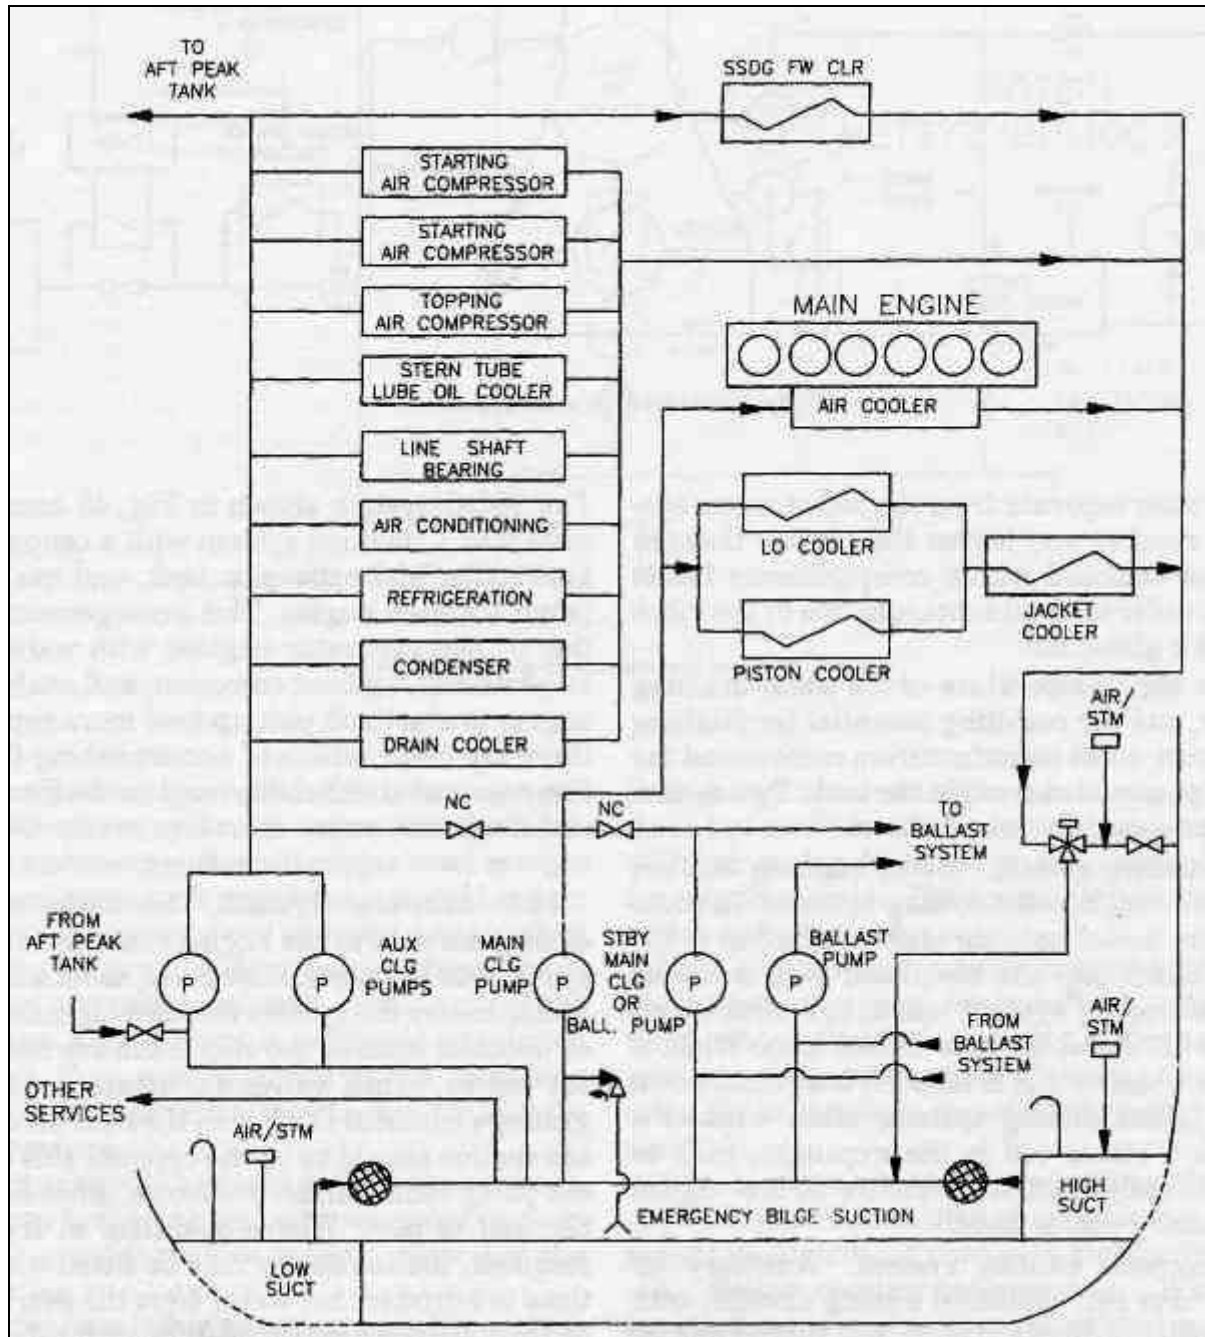 TO
AFT PEAK
TANK
SSDG FW CLR
STARTING
AIR COMPRESSOR
STARTING
AIR COMPRESSOR
TOPPING
AIR COMPRESSOR
MAIN ENGINE
STERN TUBE
LUBE OIL COOLER
AIR COOLER
LINE SHAFT
BEARING
AIR CONDITIONING
LO COOLER
REFRIGERATION
JACKET
COOLER
CONDENSER
PISTON COOLER
AIR/
STM
DRAIN COOLER
NC
NC
TO
BALLAST
SYSTEM
FROM
AFT PEAK
TANK
P
P
AUX
CLG
PUMPS
MAIN
CLG
PUMP
P
STBY
MAIN
CLG
OR
BALL. PUMP
P
P
BALLAST
PUMP
AIR/
STM
FROM
BALLAST
SYSTEM
OTHER
SERVICES
AIR/STM
HIGH
SUCT
EMERGENCY BILGE SUCTION
LOW
SUCT